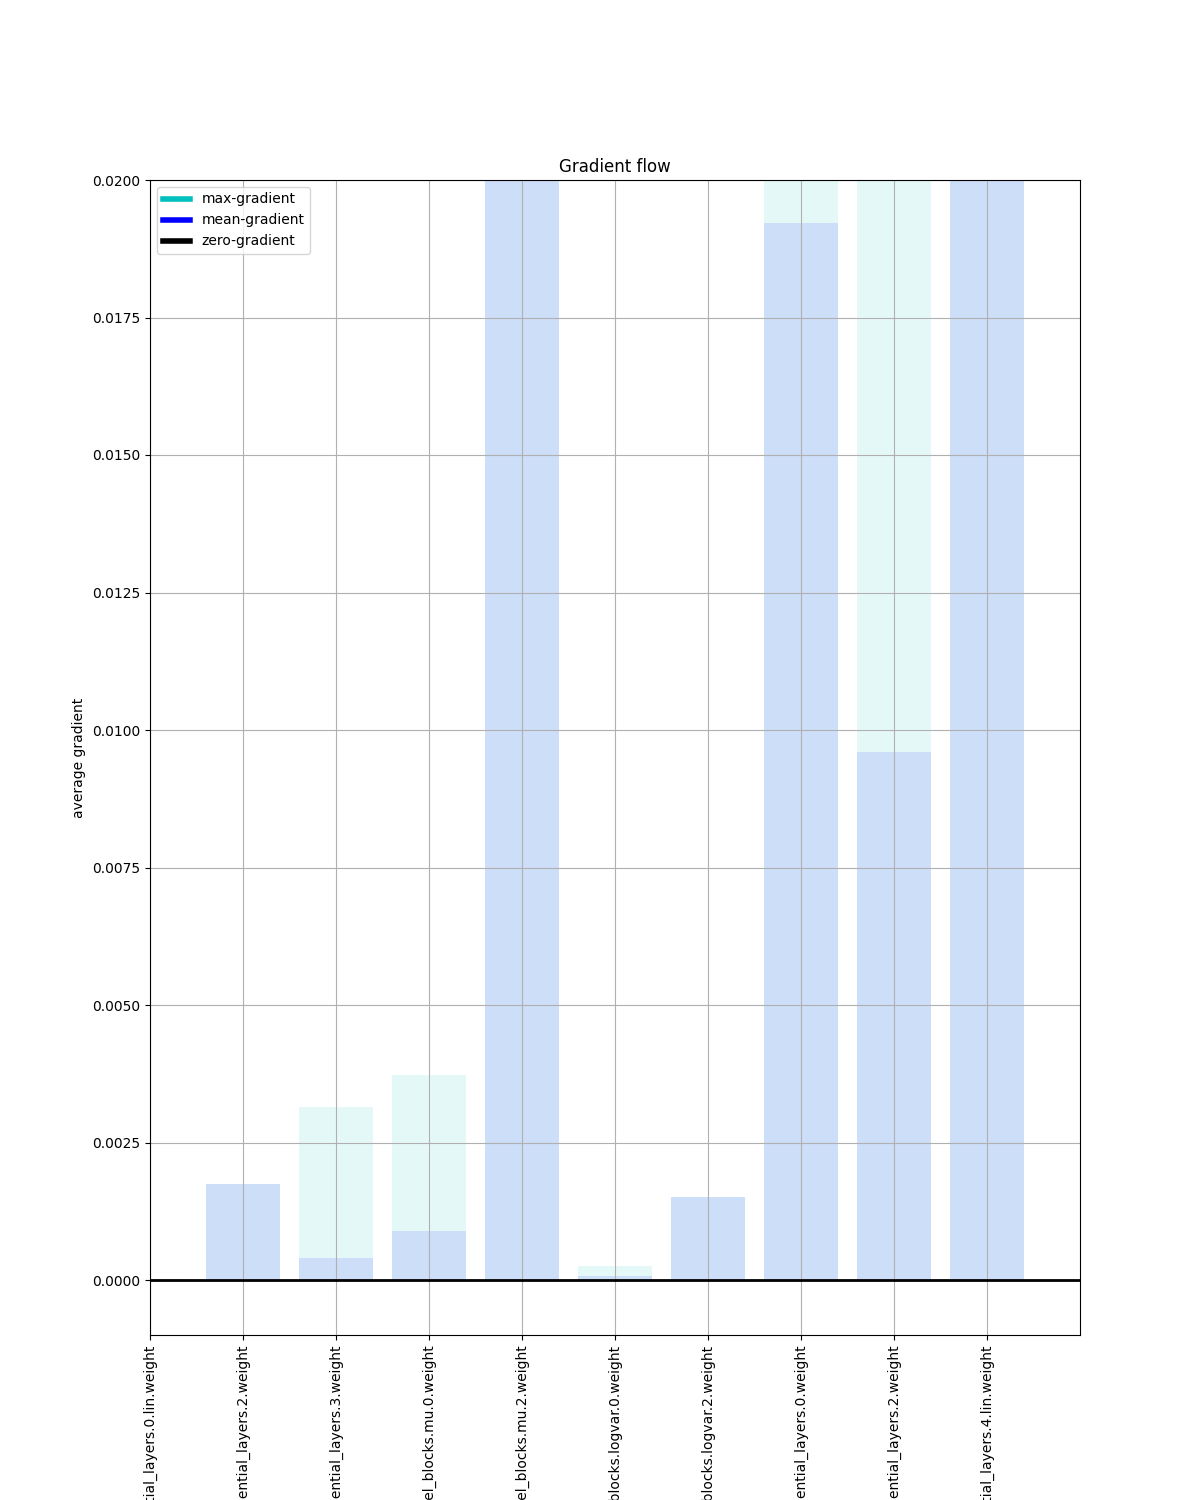 Gradient flow
max-gradient
mean-gradient
zero-gradient
0.0200
0.0175
0.0150
0.0125
0.0100
0.0075
0.0050
0.0025
0.0000
average gradient
tial_layers.0.lin.weight
ential_layers.2.weight
ential_layers.3.weight
el_blocks.mu.0.weight
el_blocks.mu.2.weight
blocks.logvar.0.weight
blocks.logvar.2.weight
ential_layers.0.weight
ential_layers.2.weight
tial_layers.4.lin.weight